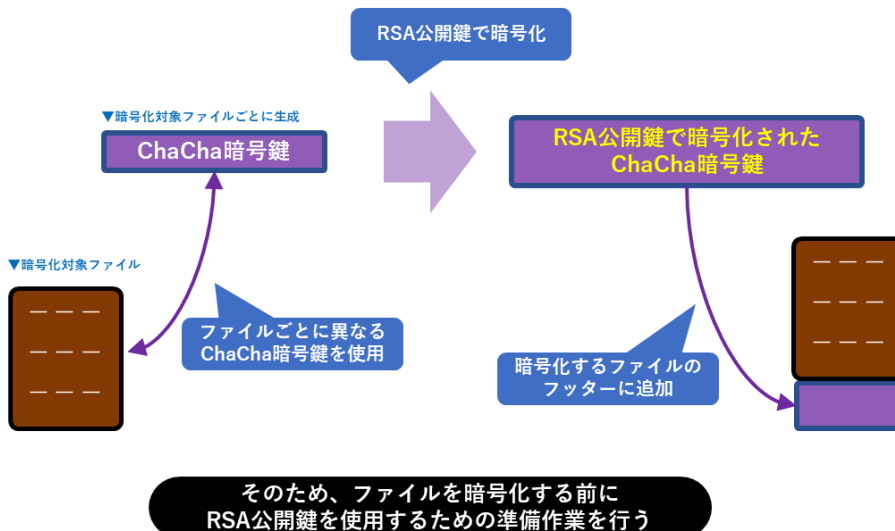 RSA公開鍵で暗号化
▼暗号化対象ファイルごとに生成
ChaCha暗号鍵
RSA公開鍵で暗号化された
ChaCha暗号鍵
▼暗号化対象ファイル
ファイルごとに異なる
ChaCha暗号鍵を使用
暗号化するファイルの
フッターに追加
そのため、ファイルを暗号化する前に
RSA公開鍵を使用するための準備作業を行う